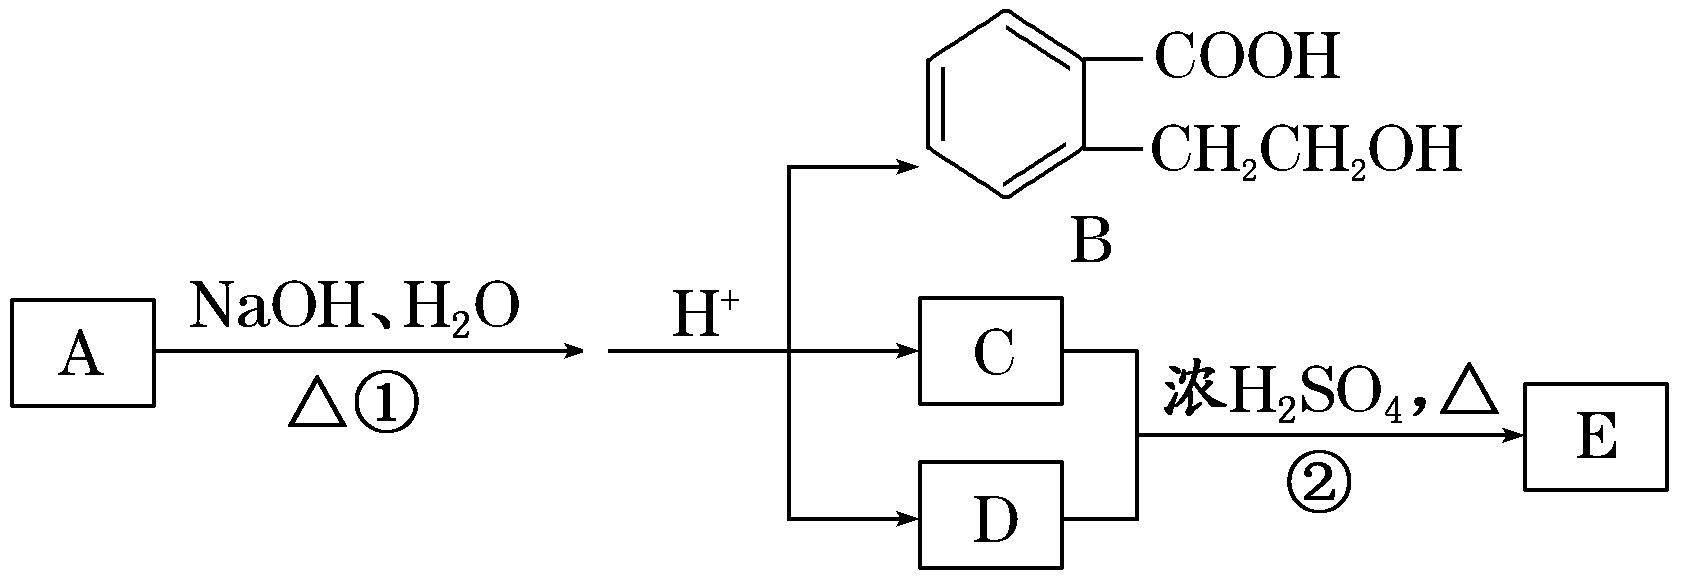 COOH
CH₂CH₂OH
B
A
NaOH、H₂O
△①
H⁺
C
D
浓H₂SO₄,△
②
E